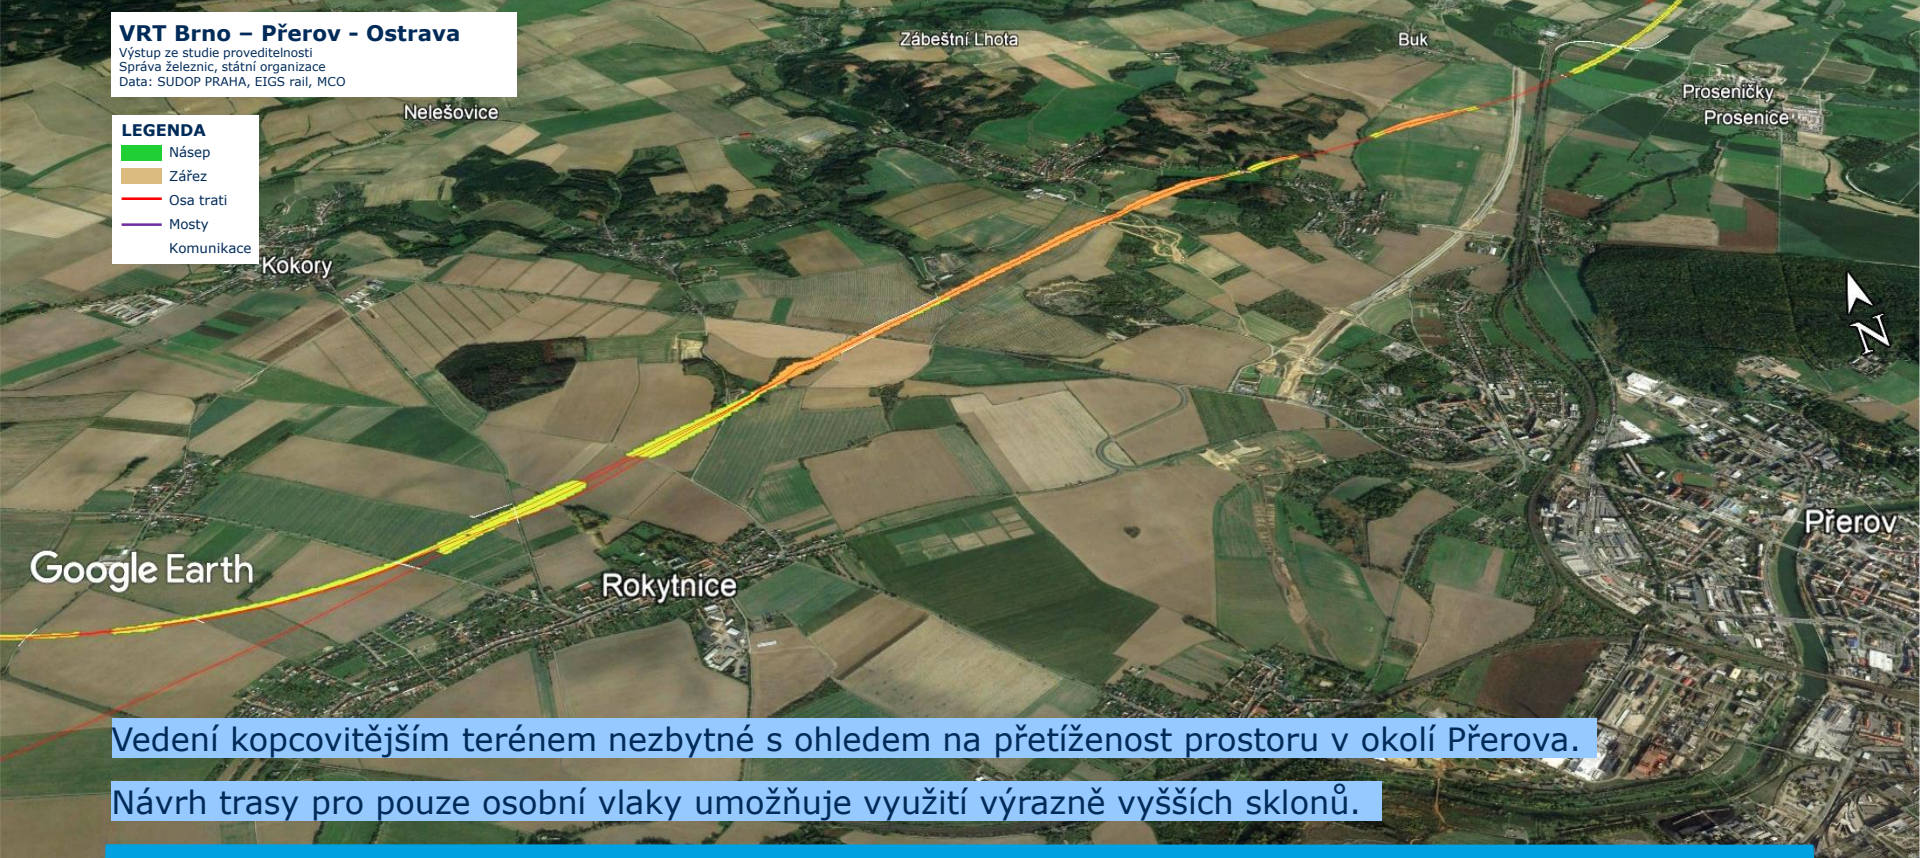 VRT Brno – Přerov - Ostrava
Výstup ze studie proveditelnosti
Správa železnic, státní organizace
Data: SUDOP PRAHA, EIGS rail, MCO
LEGENDA
Násep
Zářez
Osa trati
Mosty
Komunikace
Zábeštní Lhota
Buk
Nelešovice
Proseničky
Prosenice
Kokory
N
Přerov
Google Earth
Rokytnice
Vedení kopcovitějším terénem nezbytné s ohledem na přetíženost prostoru v okolí Přerova.
Návrh trasy pro pouze osobní vlaky umožňuje využití výrazně vyšších sklonů.